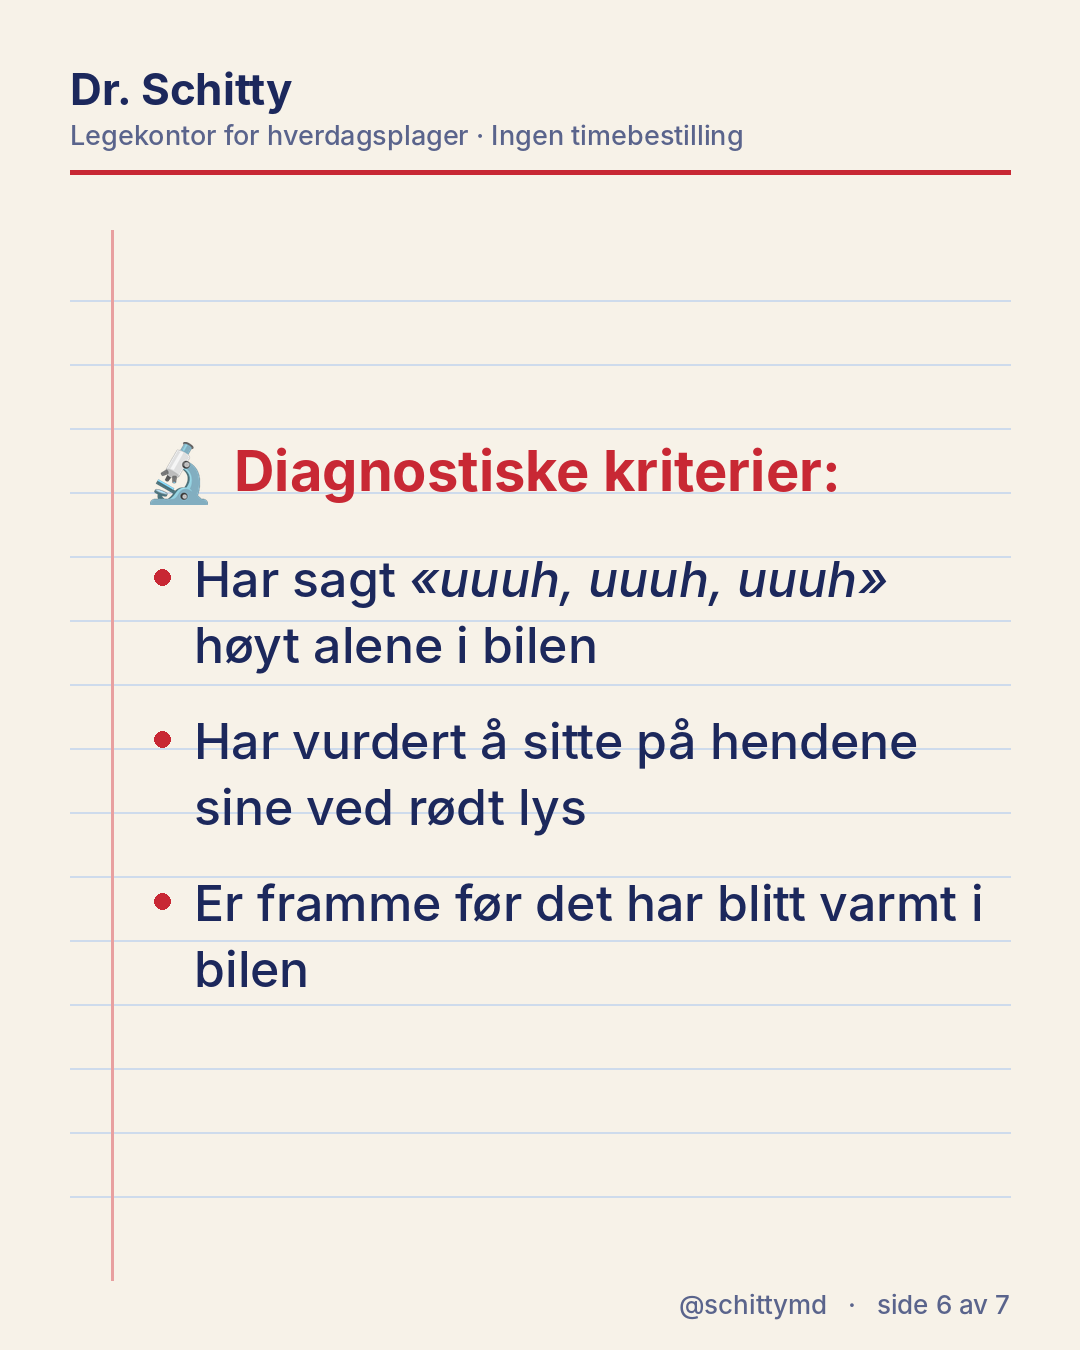 Dr. Schitty
Legekontor for hverdagsplager · Ingen timebestilling
🔬 Diagnostiske kriterier:
• Har sagt «uuuh, uuuh, uuuh»
høyt alene i bilen
• Har vurdert å sitte på hendene
sine ved rødt lys
• Er framme før det har blitt varmt i
bilen
@schittymd · side 6 av 7